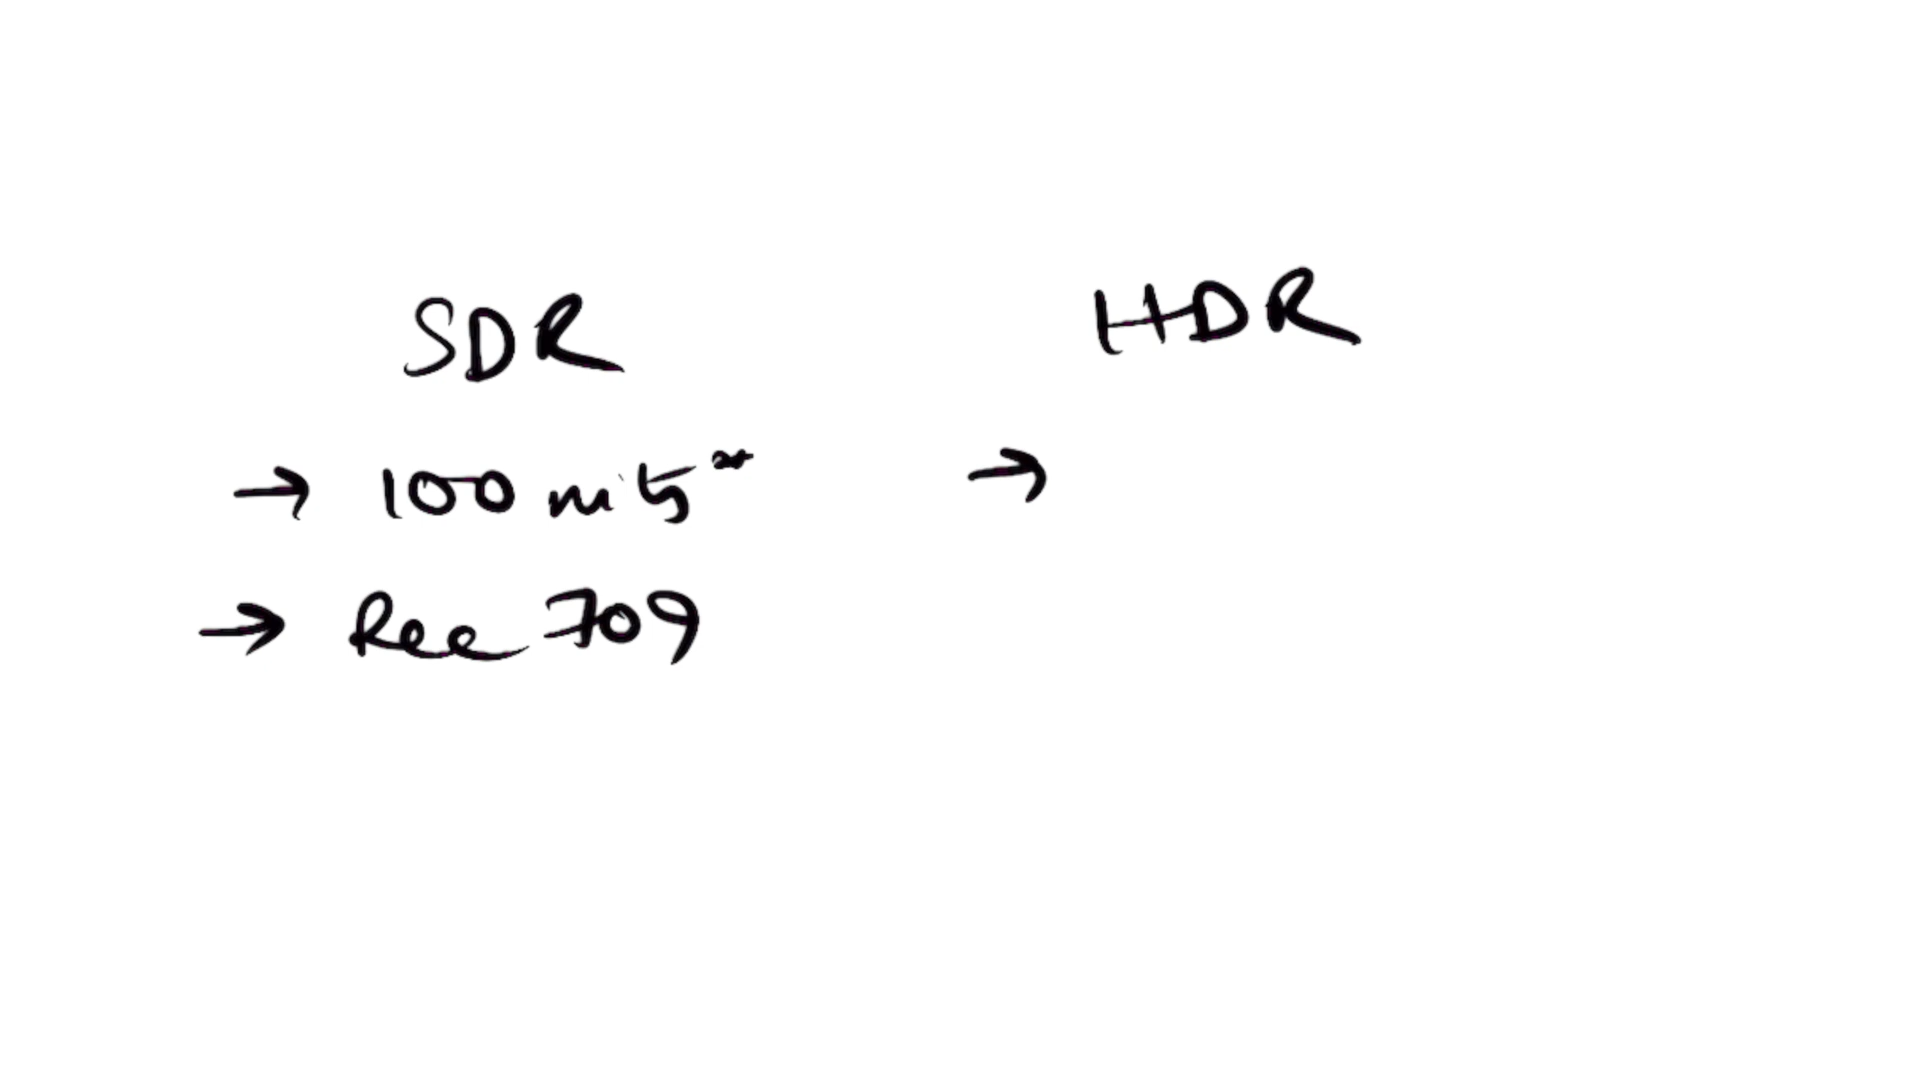 SDR HDR
→ 100 nits* →
→ Rec 709